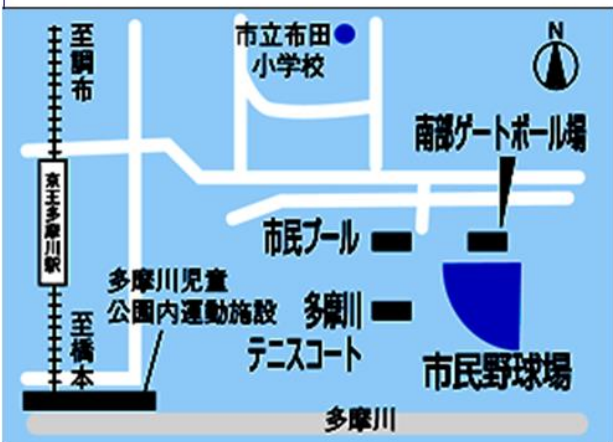 至調布
市立布田
小学校
N
南部ゲートボール場
京王多摩川駅
市民プール
多摩川児童
公園内運動施設
多摩川
テニスコート
至橋本
市民野球場
多摩川